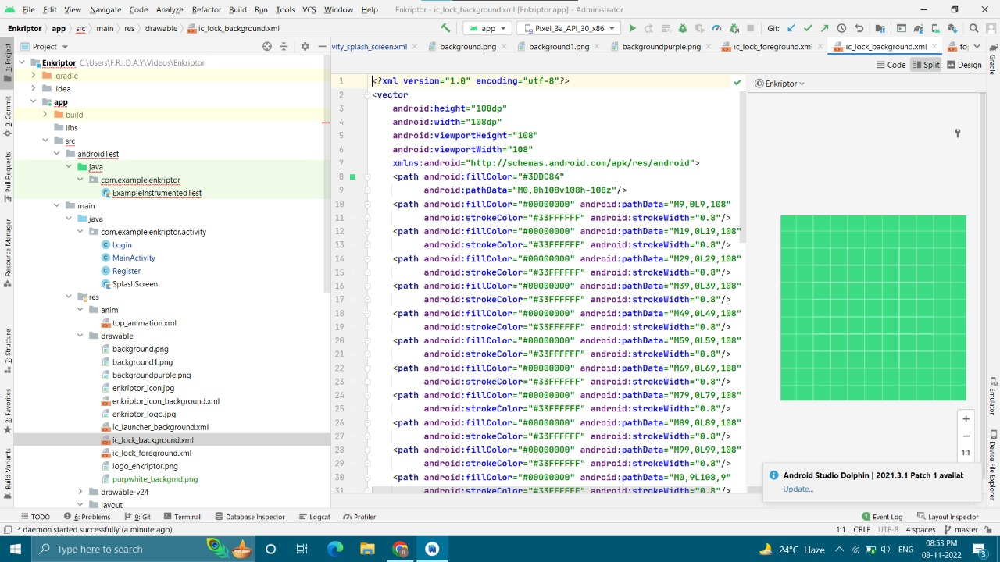 File Edit View Navigate Code Analyze Refactor Build Run Tools VCS Window Help Enkriptor - ic_lock_background.xml [Enkriptor.app] - Administrator
Enkriptor app src main res drawable ic_lock_background.xml app Pixel_3a_API_30_x86 Git:
Project vity_splash_screen.xml background.png background1.png backgroundpurple.png ic_lock_foreground.xml ic_lock_background.xml to
Code Split Design
Enkriptor C:\Users\F.R.I.D.A.Y\Videos\Enkriptor
.gradle
.idea
app
build
libs
src
androidTest
java
com.example.enkriptor
ExampleInstrumentedTest
main
java
com.example.enkriptor.activity
Login
MainActivity
Register
SplashScreen
res
anim
top_animation.xml
drawable
background.png
background1.png
backgroundpurple.png
enkriptor_icon.jpg
enkriptor_icon_background.xml
enkriptor_logo.jpg
ic_launcher_background.xml
ic_lock_background.xml
ic_lock_foreground.xml
logo_enkriptor.png
purpwhite_backgrnd.png
drawable-v24
layout
1: Project
0: Commit
Pull Requests
Resource Manager
7: Structure
2: Favorites
Build Variants
1 <?xml version="1.0" encoding="utf-8"?>
2 <vector
3 android:height="108dp"
4 android:width="108dp"
5 android:viewportHeight="108"
6 android:viewportWidth="108"
7 xmlns:android="http://schemas.android.com/apk/res/android">
8 <path android:fillColor="#3DDC84"
9 android:pathData="M0,0h108v108h-108z"/>
10 <path android:fillColor="#00000000" android:pathData="M9,0L9,108"
11 android:strokeColor="#33FFFFFF" android:strokeWidth="0.8"/>
12 <path android:fillColor="#00000000" android:pathData="M19,0L19,108"
13 android:strokeColor="#33FFFFFF" android:strokeWidth="0.8"/>
14 <path android:fillColor="#00000000" android:pathData="M29,0L29,108"
15 android:strokeColor="#33FFFFFF" android:strokeWidth="0.8"/>
16 <path android:fillColor="#00000000" android:pathData="M39,0L39,108"
17 android:strokeColor="#33FFFFFF" android:strokeWidth="0.8"/>
18 <path android:fillColor="#00000000" android:pathData="M49,0L49,108"
19 android:strokeColor="#33FFFFFF" android:strokeWidth="0.8"/>
20 <path android:fillColor="#00000000" android:pathData="M59,0L59,108"
21 android:strokeColor="#33FFFFFF" android:strokeWidth="0.8"/>
22 <path android:fillColor="#00000000" android:pathData="M69,0L69,108"
23 android:strokeColor="#33FFFFFF" android:strokeWidth="0.8"/>
24 <path android:fillColor="#00000000" android:pathData="M79,0L79,108"
25 android:strokeColor="#33FFFFFF" android:strokeWidth="0.8"/>
26 <path android:fillColor="#00000000" android:pathData="M89,0L89,108"
27 android:strokeColor="#33FFFFFF" android:strokeWidth="0.8"/>
28 <path android:fillColor="#00000000" android:pathData="M99,0L99,108"
29 android:strokeColor="#33FFFFFF" android:strokeWidth="0.8"/>
30 <path android:fillColor="#00000000" android:pathData="M0,9L108,9"
31 android:strokeColor="#33FFFFFF" android:strokeWidth="0.8"/>
Enkriptor
1:1
Gradle
Emulator
Device File Explorer
Android Studio Dolphin | 2021.3.1 Patch 1 availab
Update...
TODO 6: Problems 9: Git Terminal Database Inspector Logcat Profiler Event Log Layout Inspector
* daemon started successfully (a minute ago) 1:1 CRLF UTF-8 4 spaces master
Type here to search 24°C Haze ENG 08:53 PM
08-11-2022 3